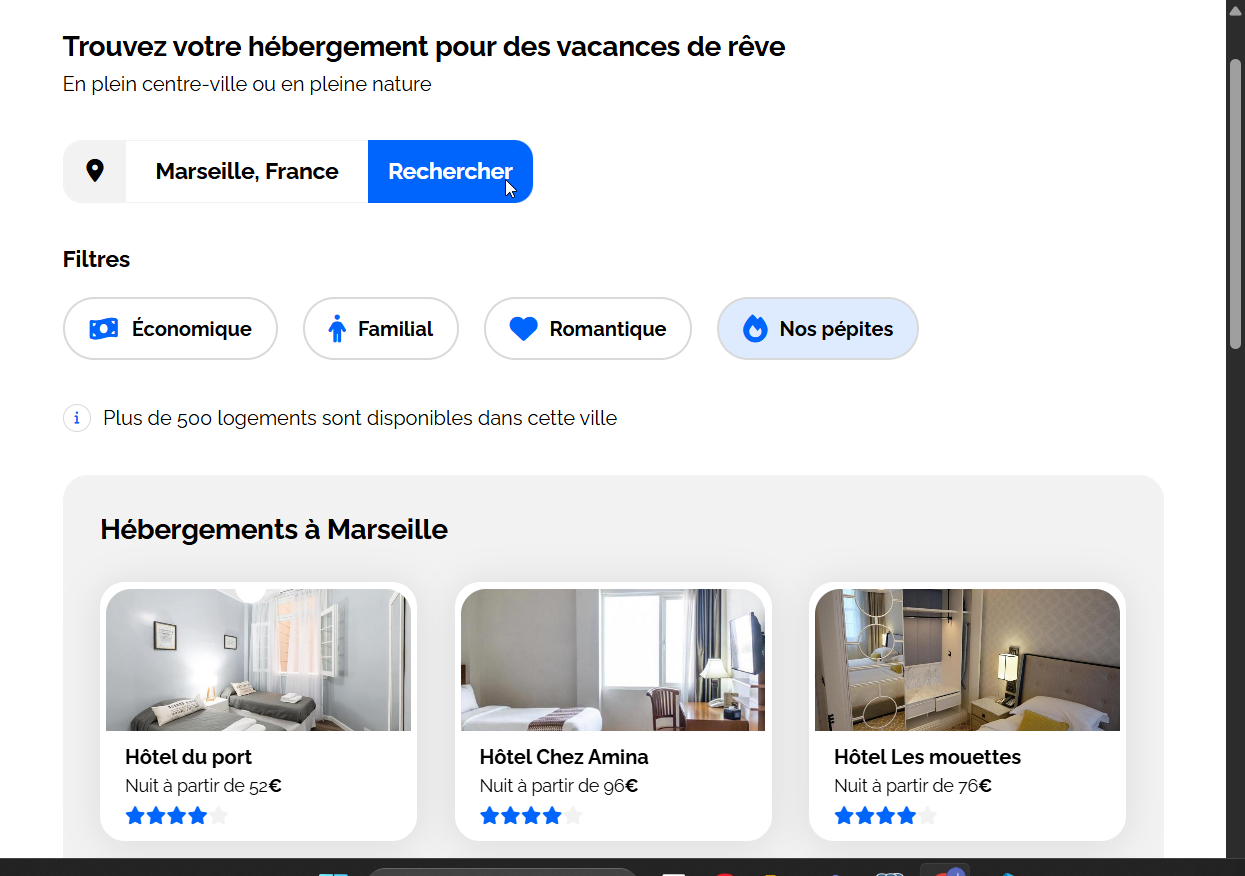 Trouvez votre hébergement pour des vacances de rêve
En plein centre-ville ou en pleine nature
Marseille, France
Rechercher
Filtres
Économique
Familial
Romantique
Nos pépites
i
Plus de 500 logements sont disponibles dans cette ville
Hébergements à Marseille
Hôtel du port
Nuit à partir de 52€
Hôtel Chez Amina
Nuit à partir de 96€
Hôtel Les mouettes
Nuit à partir de 76€